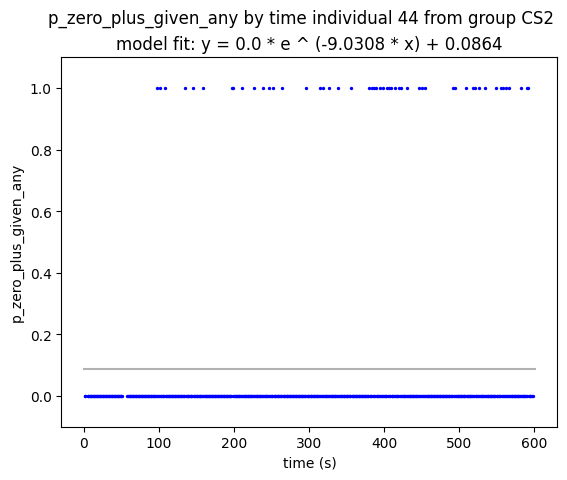 p_zero_plus_given_any by time individual 44 from group CS2
model fit: y = 0.0 * e ^ (-9.0308 * x) + 0.0864
1.0
0.8
0.6
0.4
0.2
0.0
p_zero_plus_given_any
0 100 200 300 400 500 600
time (s)